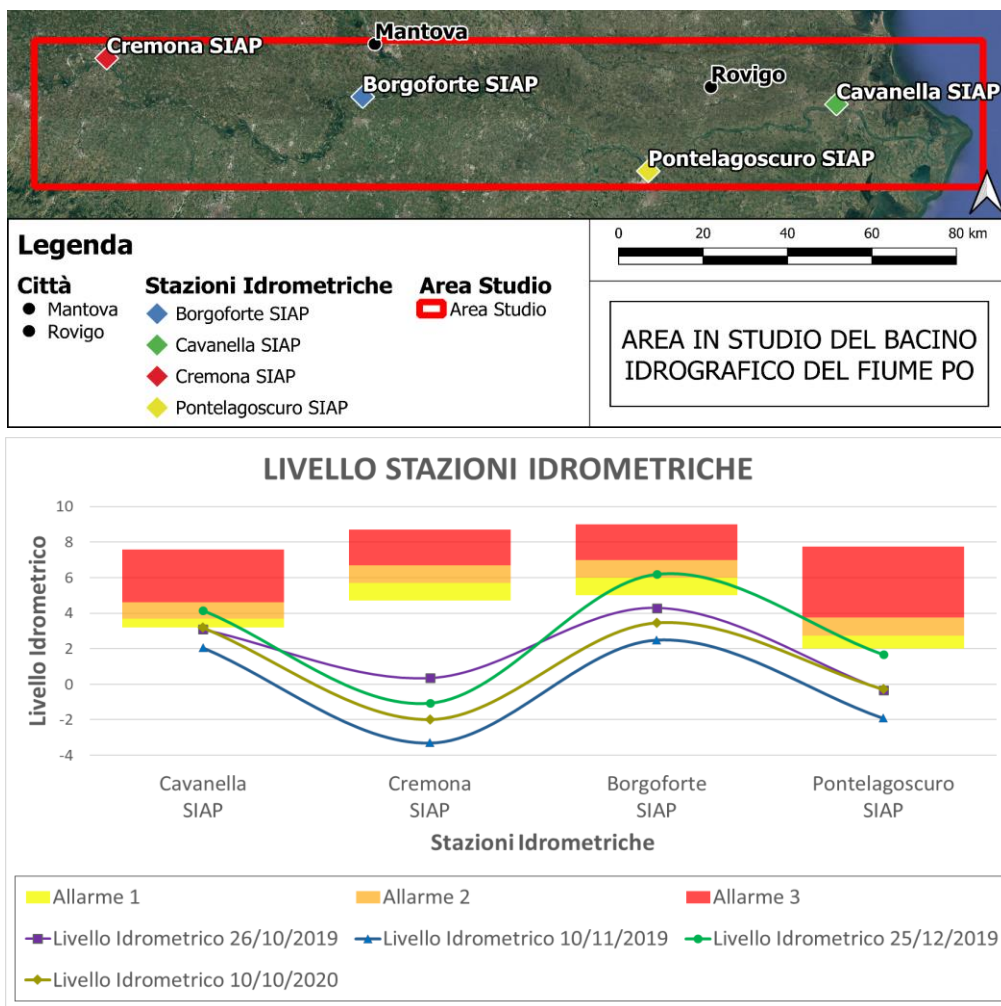 Mantova
Cremona SIAP
Borgoforte SIAP
Rovigo
Cavanella SIAP
Pontelagoscuro SIAP
Legenda
Città
Mantova
Rovigo
Stazioni Idrometriche
Borgoforte SIAP
Cavanella SIAP
Cremona SIAP
Pontelagoscuro SIAP
Area Studio
Area Studio
0 20 40 60 80 km
AREA IN STUDIO DEL BACINO
IDROGRAFICO DEL FIUME PO
LIVELLO STAZIONI IDROMETRICHE
Livello Idrometrico
10
8
6
4
2
0
-2
-4
Cavanella
SIAP
Cremona
SIAP
Borgoforte
SIAP
Pontelagoscuro
SIAP
Stazioni Idrometriche
Allarme 1
Allarme 2
Allarme 3
Livello Idrometrico 26/10/2019
Livello Idrometrico 10/11/2019
Livello Idrometrico 25/12/2019
Livello Idrometrico 10/10/2020